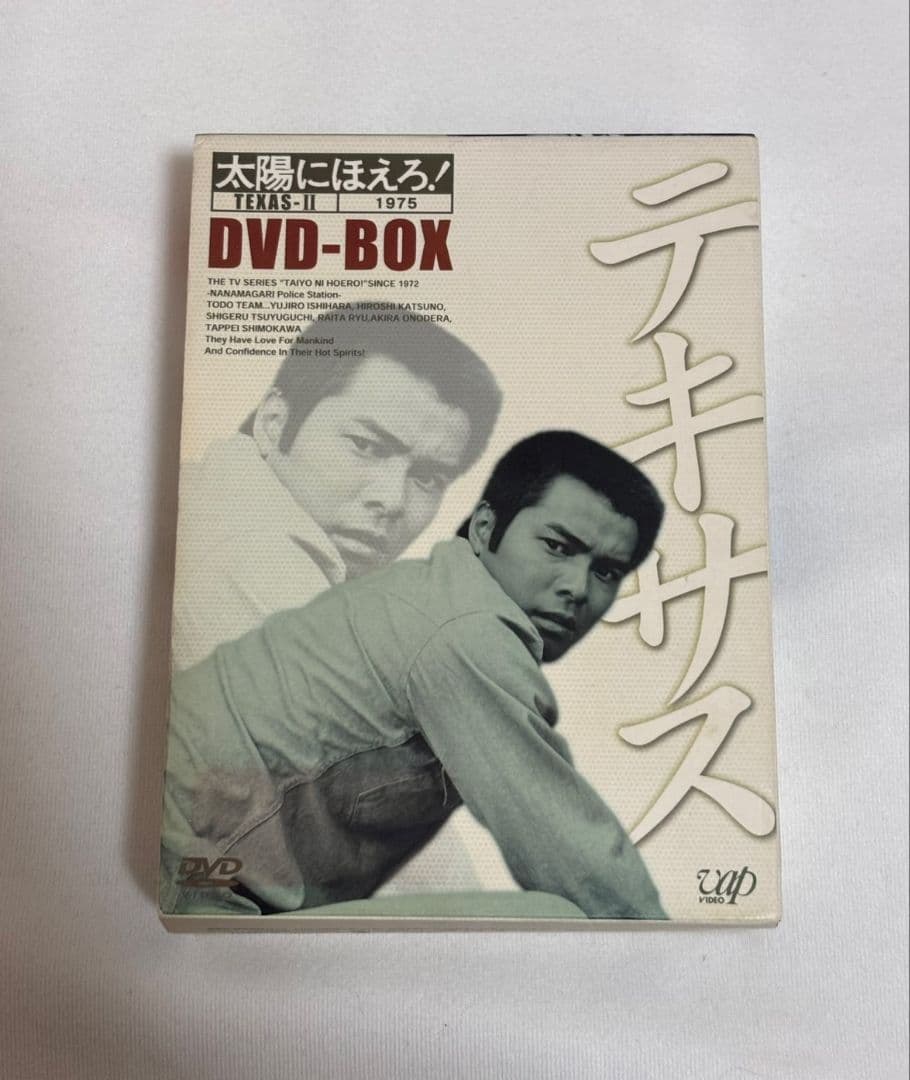 太陽にほえろ!
TEXAS-II 1975
DVD-BOX
THE TV SERIES "TAIYO NI HOERO!"SINCE 1972
-NANAMAGARI Police Station-
TODO TEAM...YUJIRO ISHIHARA, HIROSHI KATSUNO,
SHIGERU TSUYUGUCHI, RAITA RYU,AKIRA ONODERA,
TAPPEI SHIMOKAWA
They Have Love For Mankind
And Confidence In Their Hot Spirits!
テキサス
DVD
VIDEO
vap
VIDEO